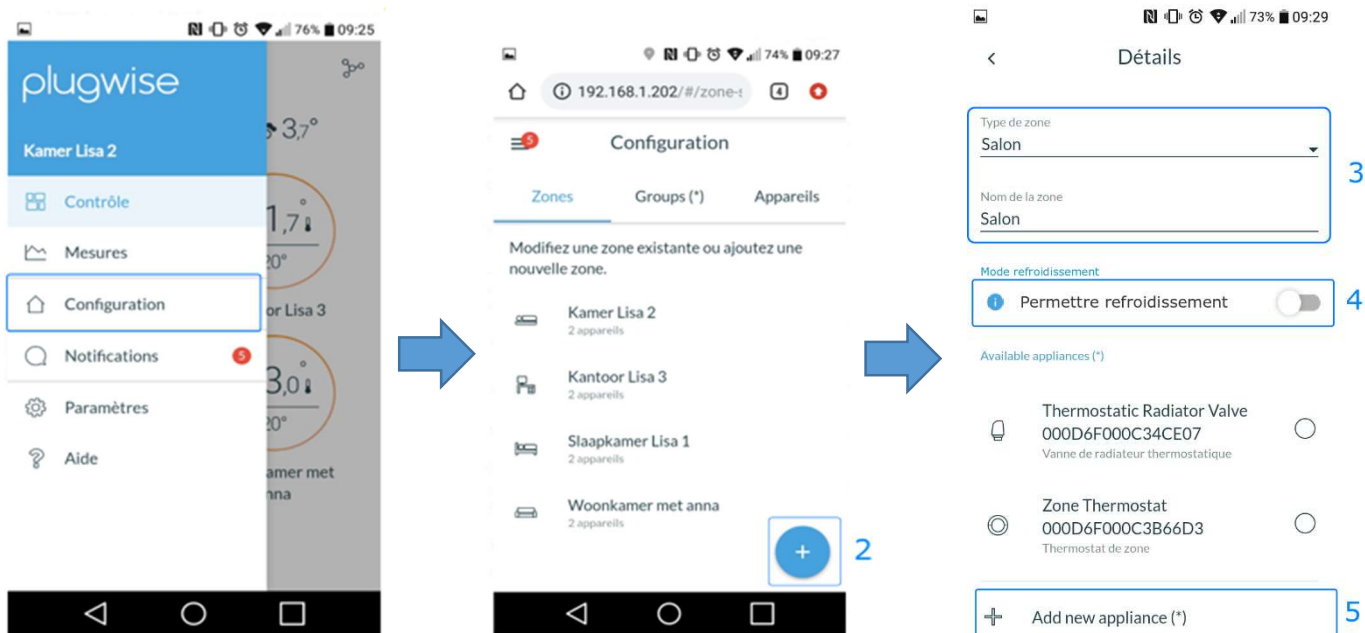 76% 09:25
plugwise
3,7°
Kamer Lisa 2
Contrôle
1,7°
20°
Mesures
Configuration
or Lisa 3
Notifications
5
3,0°
20°
Paramètres
Aide
amer met
nna
74% 09:27
192.168.1.202/#/zone-s
4
5
Configuration
Zones
Groups (*)
Appareils
Modifiez une zone existante ou ajoutez une
nouvelle zone.
Kamer Lisa 2
2 appareils
Kantoor Lisa 3
2 appareils
Slaapkamer Lisa 1
2 appareils
Woonkamer met anna
2 appareils
+
2
73% 09:29
<
Détails
Type de zone
Salon
3
Nom de la zone
Salon
Mode refroidissement
Permettre refroidissement
4
Available appliances (*)
Thermostatic Radiator Valve
000D6F000C34CE07
Vanne de radiateur thermostatique
Zone Thermostat
000D6F000C3B66D3
Thermostat de zone
Add new appliance (*)
5